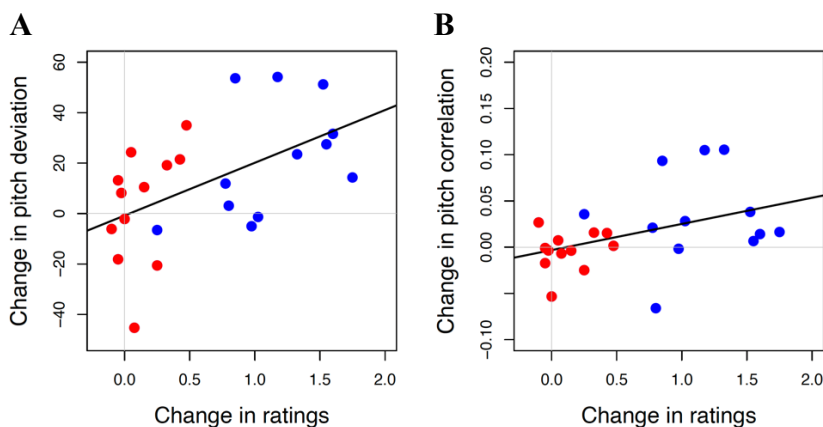 A
B
Change in pitch deviation
60
40
20
0
−20
−40
0.0 0.5 1.0 1.5 2.0
Change in ratings
Change in pitch correlation
0.20
0.15
0.10
0.05
0.00
−0.10
0.0 0.5 1.0 1.5 2.0
Change in ratings